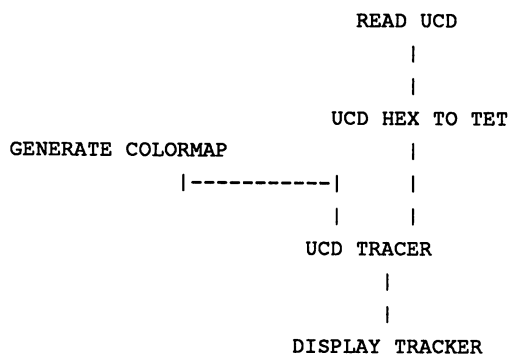 READ UCD
UCD HEX TO TET
GENERATE COLORMAP
UCD TRACER
DISPLAY TRACKER